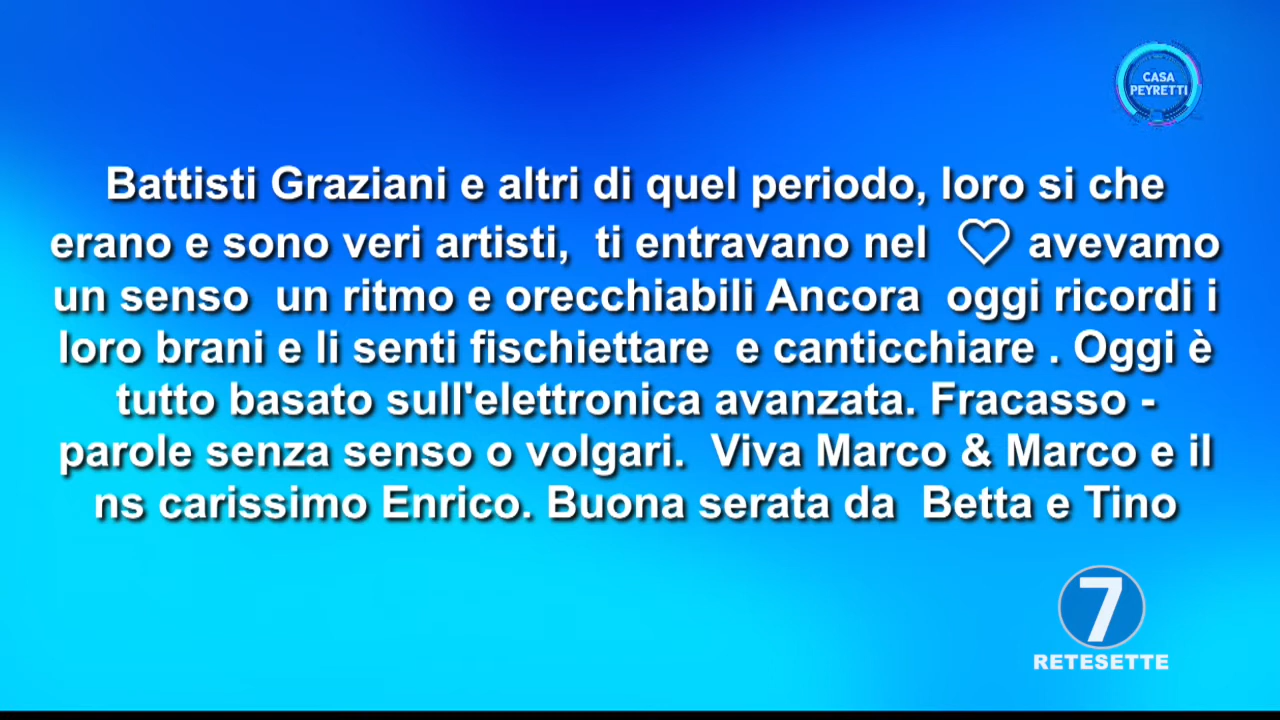 CASA
PEYRETTI
Battisti Graziani e altri di quel periodo, loro si che
erano e sono veri artisti,  ti entravano nel ♡ avevamo
un senso  un ritmo e orecchiabili Ancora  oggi ricordi i
loro brani e li senti fischiettare  e canticchiare . Oggi è
tutto basato sull'elettronica avanzata. Fracasso -
parole senza senso o volgari.  Viva Marco & Marco e il
ns carissimo Enrico. Buona serata da  Betta e Tino
7
RETESETTE